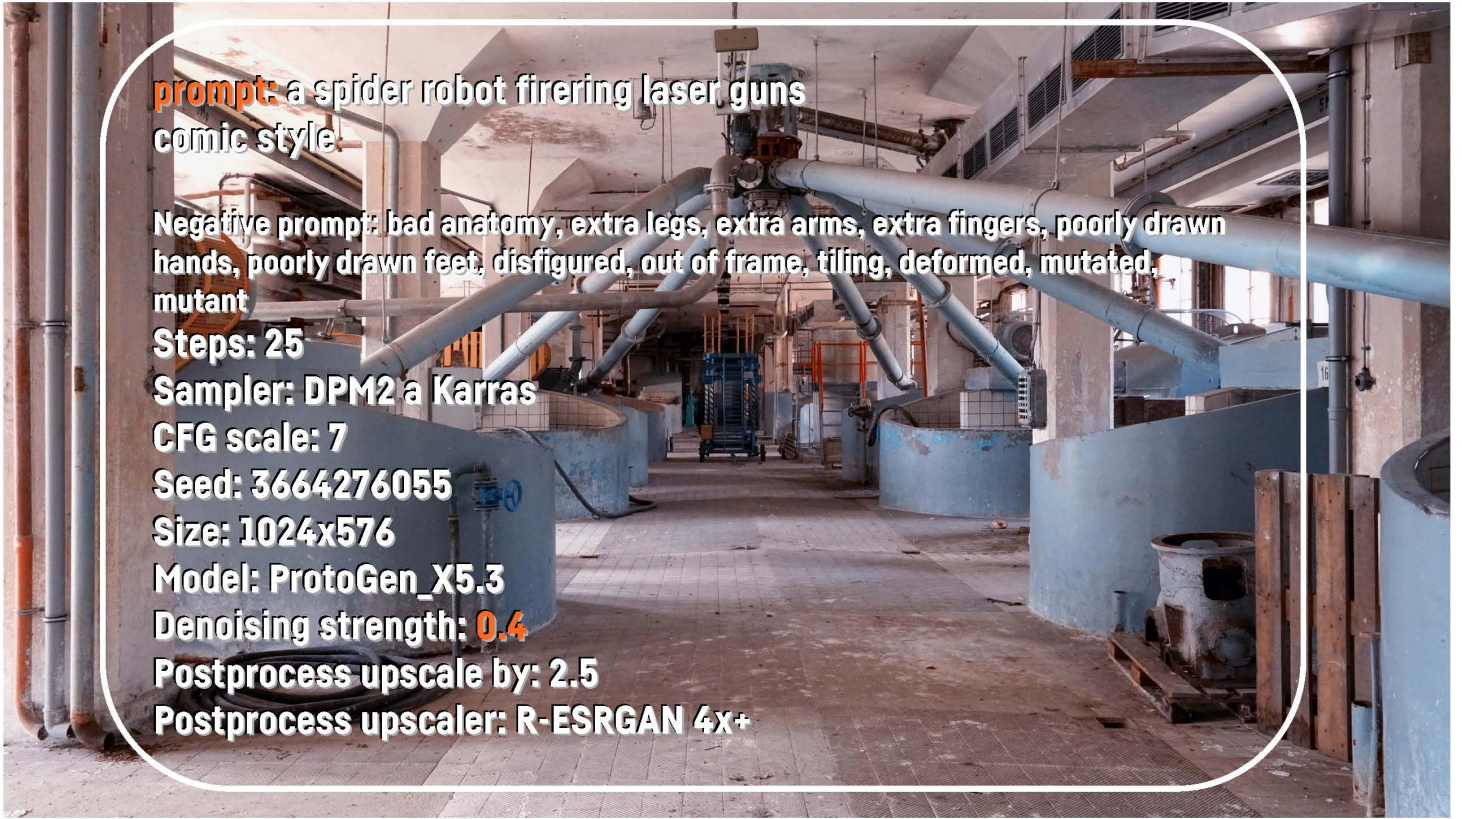 prompt: a spider robot firering laser guns
comic style
Negative prompt: bad anatomy, extra legs, extra arms, extra fingers, poorly drawn
hands, poorly drawn feet, disfigured, out of frame, tiling, deformed, mutated,
mutant
Steps: 25
Sampler: DPM2 a Karras
CFG scale: 7
Seed: 3664276055
Size: 1024x576
Model: ProtoGen_X5.3
Denoising strength: 0.4
Postprocess upscale by: 2.5
Postprocess upscaler: R-ESRGAN 4x+